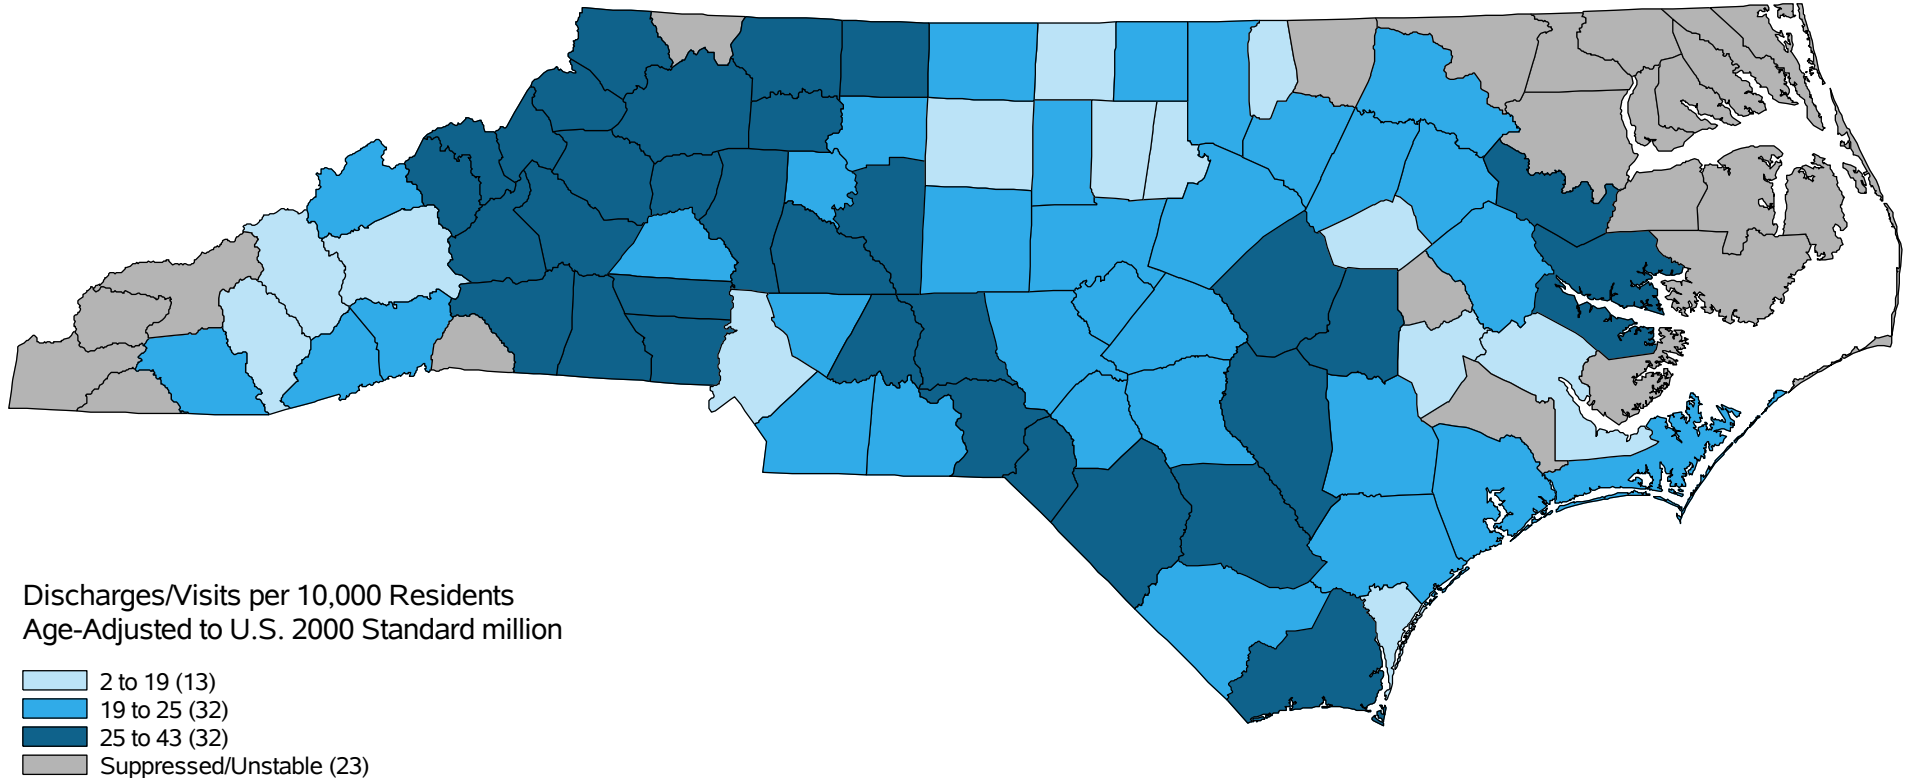 Discharges/Visits per 10,000 Residents
Age-Adjusted to U.S. 2000 Standard million
2 to 19 (13)
19 to 25 (32)
25 to 43 (32)
Suppressed/Unstable (23)